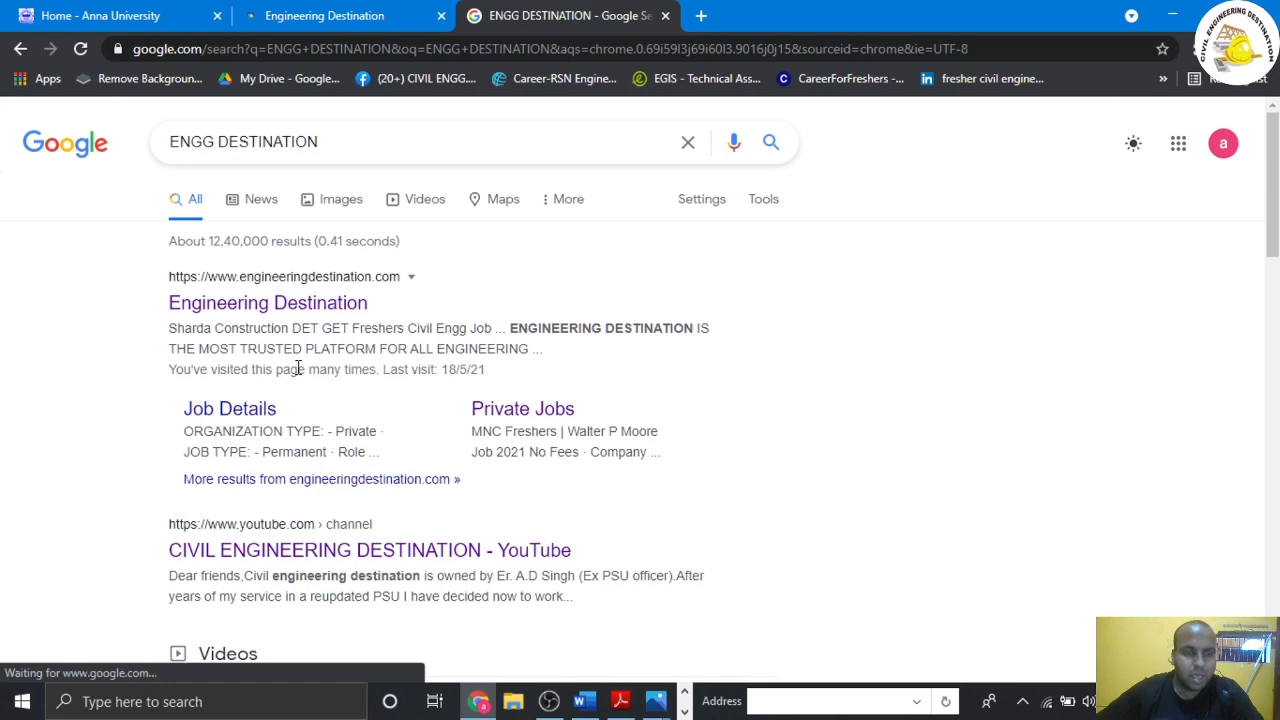 Home - Anna University
Engineering Destination
ENGG DESTINATION - Google Se
google.com/search?q=ENGG+DESTINATION&oq=ENGG+DESTINATION&aqs=chrome.0.69i59l3j69i60l3.9016j0j15&sourceid=chrome&ie=UTF-8
Apps
Remove Backgroun...
My Drive - Google...
(20+) CIVIL ENGG...
Career-RSN Engine...
EGIS - Technical Ass...
CareerForFreshers -...
fresher civil engine...
»
CIVIL ENGINEERING DESTINATION
Google
ENGG DESTINATION
a
All
News
Images
Videos
Maps
More
Settings
Tools
About 12,40,000 results (0.41 seconds)
https://www.engineeringdestination.com
Engineering Destination
Sharda Construction DET GET Freshers Civil Engg Job ... ENGINEERING DESTINATION IS
THE MOST TRUSTED PLATFORM FOR ALL ENGINEERING ...
You've visited this page many times. Last visit: 18/5/21
Job Details
ORGANIZATION TYPE: - Private ·
JOB TYPE: - Permanent · Role ...
Private Jobs
MNC Freshers | Walter P Moore
Job 2021 No Fees · Company ...
More results from engineeringdestination.com »
https://www.youtube.com › channel
CIVIL ENGINEERING DESTINATION - YouTube
Dear friends,Civil engineering destination is owned by Er. A.D Singh (Ex PSU officer).After
years of my service in a reupdated PSU I have decided now to work...
Videos
Waiting for www.google.com...
Type here to search
Address